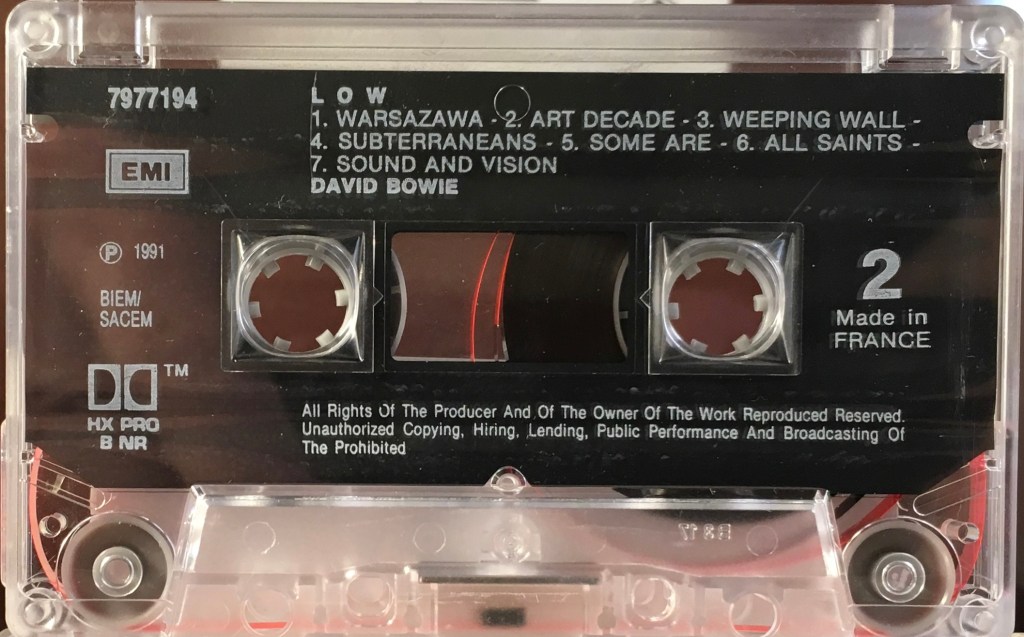 7977194
L O W
1. WARSAZAWA - 2. ART DECADE - 3. WEEPING WALL -
4. SUBTERRANEANS - 5. SOME ARE - 6. ALL SAINTS -
7. SOUND AND VISION
DAVID BOWIE
EMI
Ⓟ 1991
BIEM/
SACEM
2
Made in
FRANCE
TM
HX PRO
B NR
All Rights Of The Producer And Of The Owner Of The Work Reproduced Reserved.
Unauthorized Copying, Hiring, Lending, Public Performance And Broadcasting Of
The Prohibited